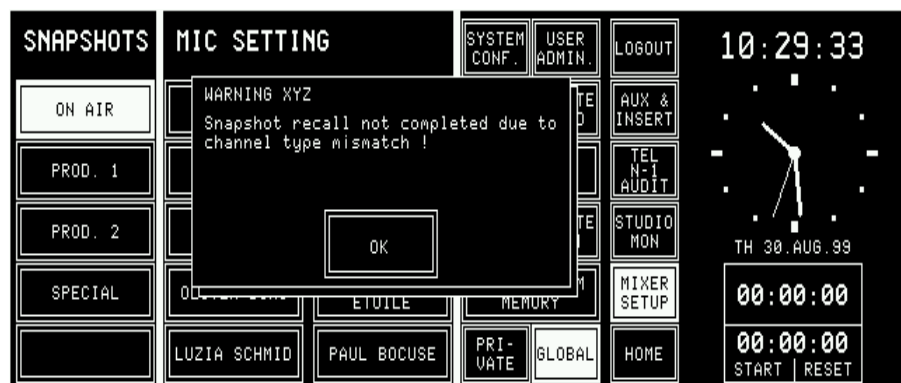 SNAPSHOTS
MIC SETTING
SYSTEM
CONF.
USER
ADMIN.
LOGOUT
10:29:33
ON AIR
WARNING XYZ
Snapshot recall not completed due to
channel type mismatch !
AUX &
INSERT
PROD. 1
TEL
N-1
AUDIT
PROD. 2
OK
STUDIO
MON
TH 30.AUG.99
SPECIAL
ETOILE
MEMORY
MIXER
SETUP
00:00:00
LUZIA SCHMID
PAUL BOCUSE
PRI-
VATE
GLOBAL
HOME
00:00:00
START | RESET